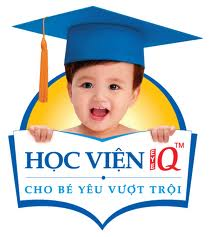 HỌC VIỆN IQ™
· CHO BÉ YÊU VƯỢT TRỘI ·